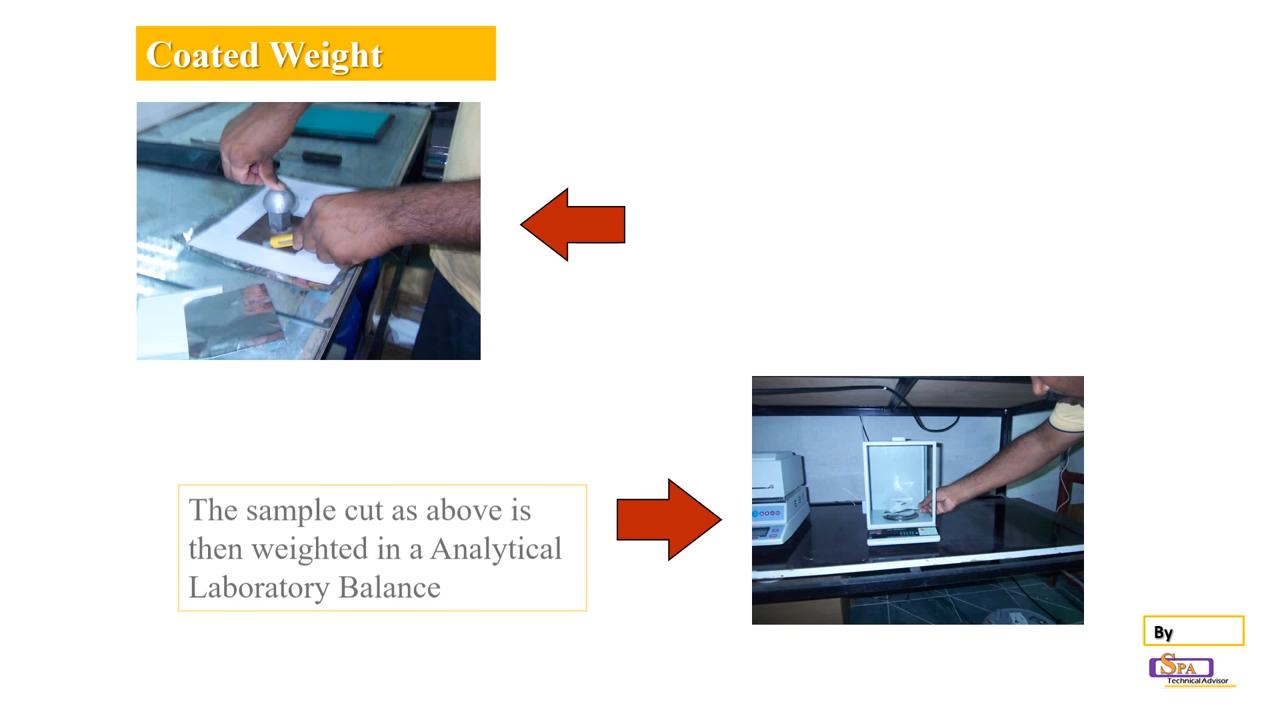 Coated Weight
The sample cut as above is
then weighted in a Analytical
Laboratory Balance
By
SPA
Technical Advisor